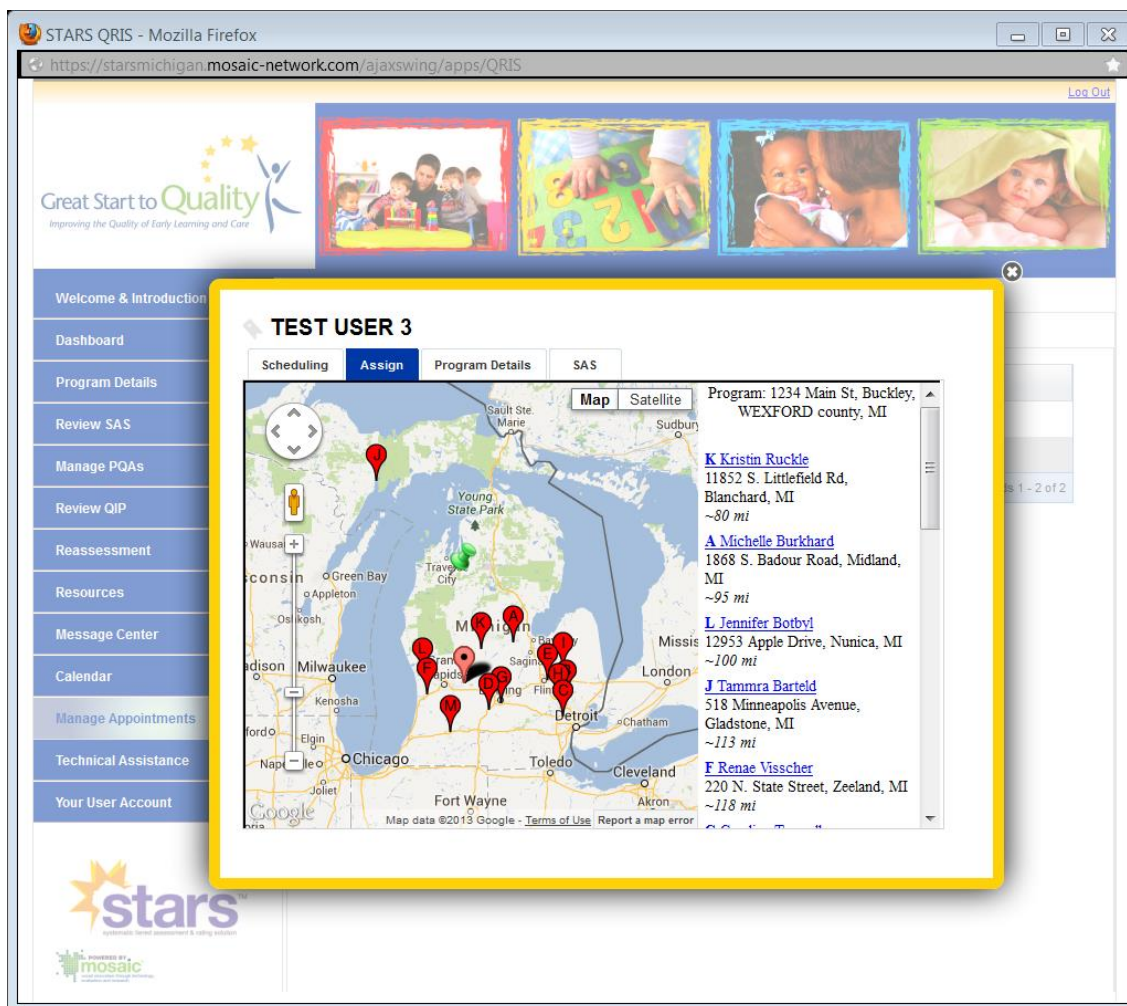 STARS QRIS - Mozilla Firefox
https://starsmichigan.mosaic-network.com/ajaxswing/apps/QRIS
Log Out
Great Start to Quality
Improving the Quality of Early Learning and Care
Welcome & Introduction
Dashboard
Program Details
Review SAS
Manage PQAs
Review QIP
Reassessment
Resources
Message Center
Calendar
Manage Appointments
Technical Assistance
Your User Account
TEST USER 3
Scheduling Assign Program Details SAS
Map Satellite
Sault Ste.
Marie
Sudbury
J
Young
State Park
Wausau
Green Bay
Appleton
Oshkosh
City
K A
L E I
F H
D G
M C
Milwaukee
London
Kenosha
Detroit
Chatham
Elgin
Chicago
Toledo
Cleveland
Joliet
Fort Wayne
Akron
Google
Map data ©2013 Google - Terms of Use Report a map error
Program: 1234 Main St, Buckley,
WEXFORD county, MI
K Kristin Ruckle
11852 S. Littlefield Rd,
Blanchard, MI
~80 mi
A Michelle Burkhard
1868 S. Badour Road, Midland,
MI
~95 mi
L Jennifer Botbyl
12953 Apple Drive, Nunica, MI
~100 mi
J Tammra Barteld
518 Minneapolis Avenue,
Gladstone, MI
~113 mi
F Renae Visscher
220 N. State Street, Zeeland, MI
~118 mi
1 - 2 of 2
stars™
systematic tiered assessment & rating solution
POWERED BY
mosaic